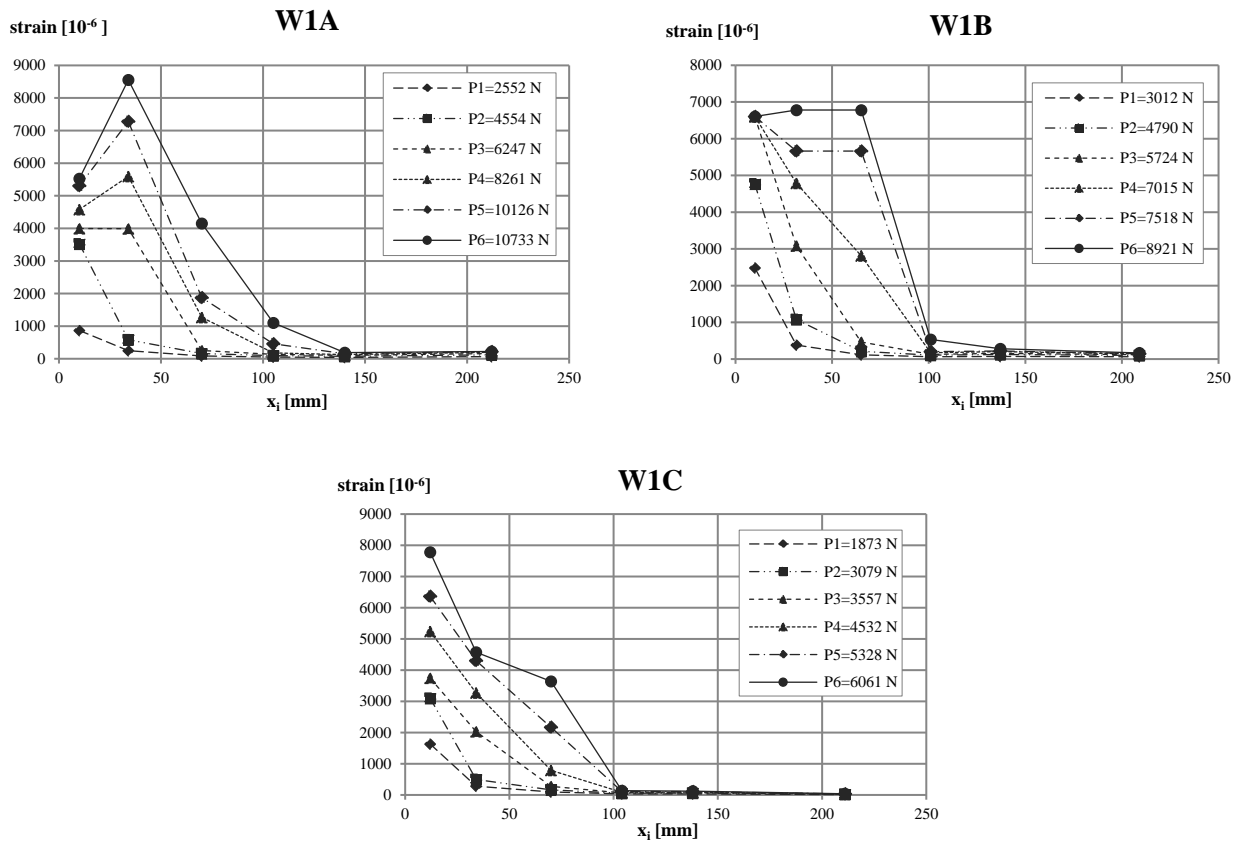 W1A
strain [10⁻⁶ ]
9000
8000
7000
6000
5000
4000
3000
2000
1000
0
0 50 100 150 200 250
xᵢ [mm]
P1=2552 N
P2=4554 N
P3=6247 N
P4=8261 N
P5=10126 N
P6=10733 N
W1B
strain [10⁻⁶]
8000
7000
6000
5000
4000
3000
2000
1000
0
0 50 100 150 200 250
xᵢ [mm]
P1=3012 N
P2=4790 N
P3=5724 N
P4=7015 N
P5=7518 N
P6=8921 N
W1C
strain [10⁻⁶]
9000
8000
7000
6000
5000
4000
3000
2000
1000
0
0 50 100 150 200 250
xᵢ [mm]
P1=1873 N
P2=3079 N
P3=3557 N
P4=4532 N
P5=5328 N
P6=6061 N